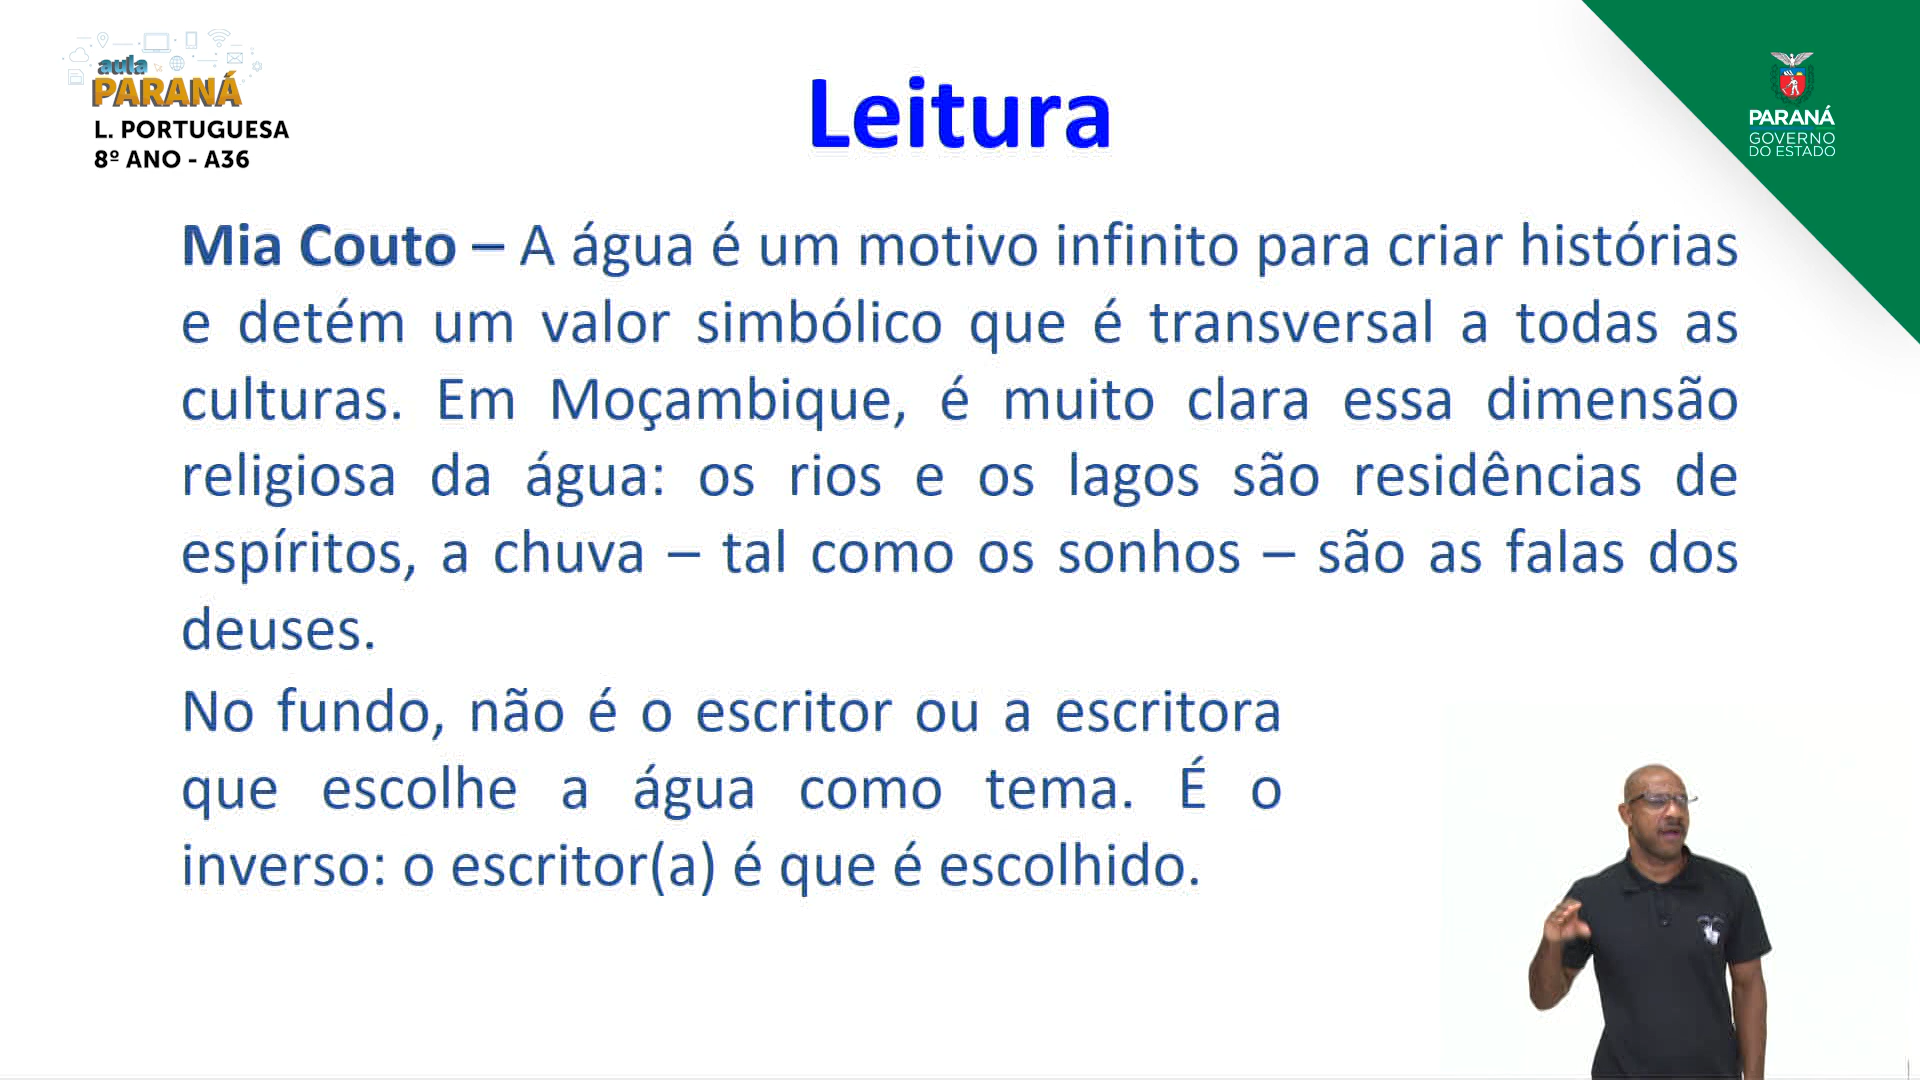 aula
PARANÁ
L. PORTUGUESA
8º ANO - A36
Leitura
PARANÁ
GOVERNO
DO ESTADO
Mia Couto – A água é um motivo infinito para criar histórias
e detém um valor simbólico que é transversal a todas as
culturas. Em Moçambique, é muito clara essa dimensão
religiosa da água: os rios e os lagos são residências de
espíritos, a chuva – tal como os sonhos – são as falas dos
deuses.
No fundo, não é o escritor ou a escritora
que escolhe a água como tema. É o
inverso: o escritor(a) é que é escolhido.